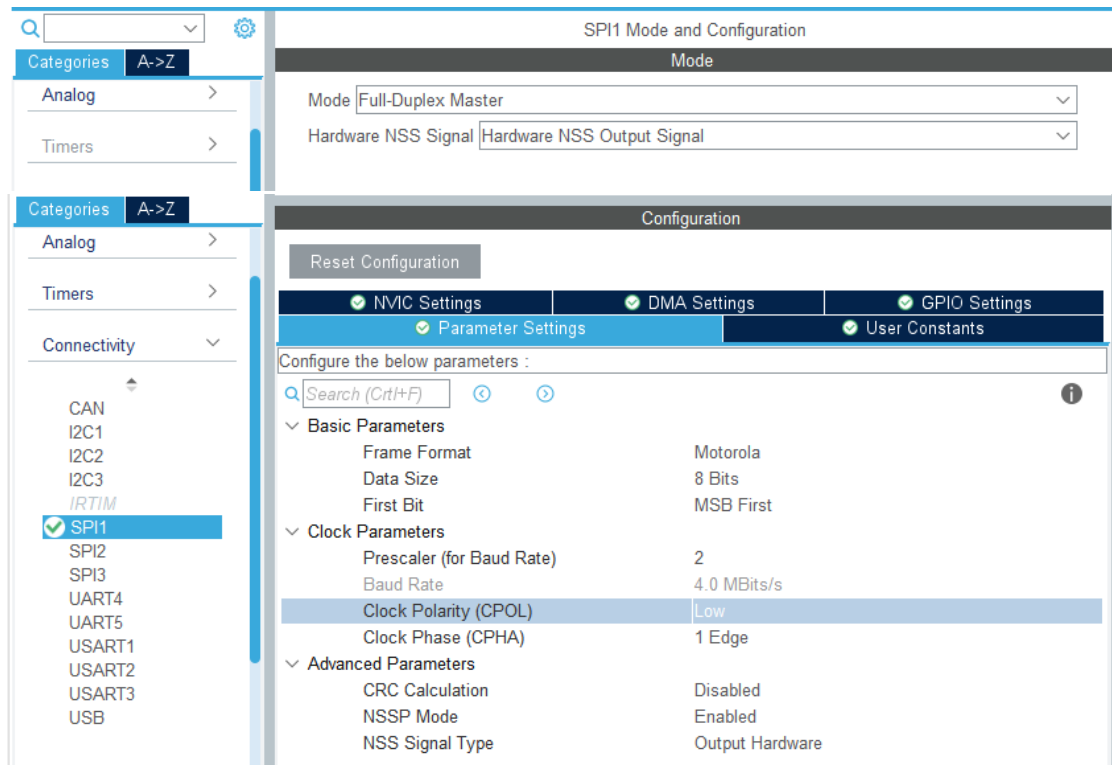 SPI1 Mode and Configuration
Categories A->Z
Mode
Analog
Mode Full-Duplex Master
Timers
Hardware NSS Signal Hardware NSS Output Signal
Categories A->Z
Configuration
Analog
Reset Configuration
Timers
NVIC Settings DMA Settings GPIO Settings
Parameter Settings User Constants
Connectivity
Configure the below parameters :
Search (Crtl+F)
CAN
I2C1
I2C2
I2C3
IRTIM
SPI1
SPI2
SPI3
UART4
UART5
USART1
USART2
USART3
USB
Basic Parameters
Frame Format Motorola
Data Size 8 Bits
First Bit MSB First
Clock Parameters
Prescaler (for Baud Rate) 2
Baud Rate 4.0 MBits/s
Clock Polarity (CPOL) Low
Clock Phase (CPHA) 1 Edge
Advanced Parameters
CRC Calculation Disabled
NSSP Mode Enabled
NSS Signal Type Output Hardware